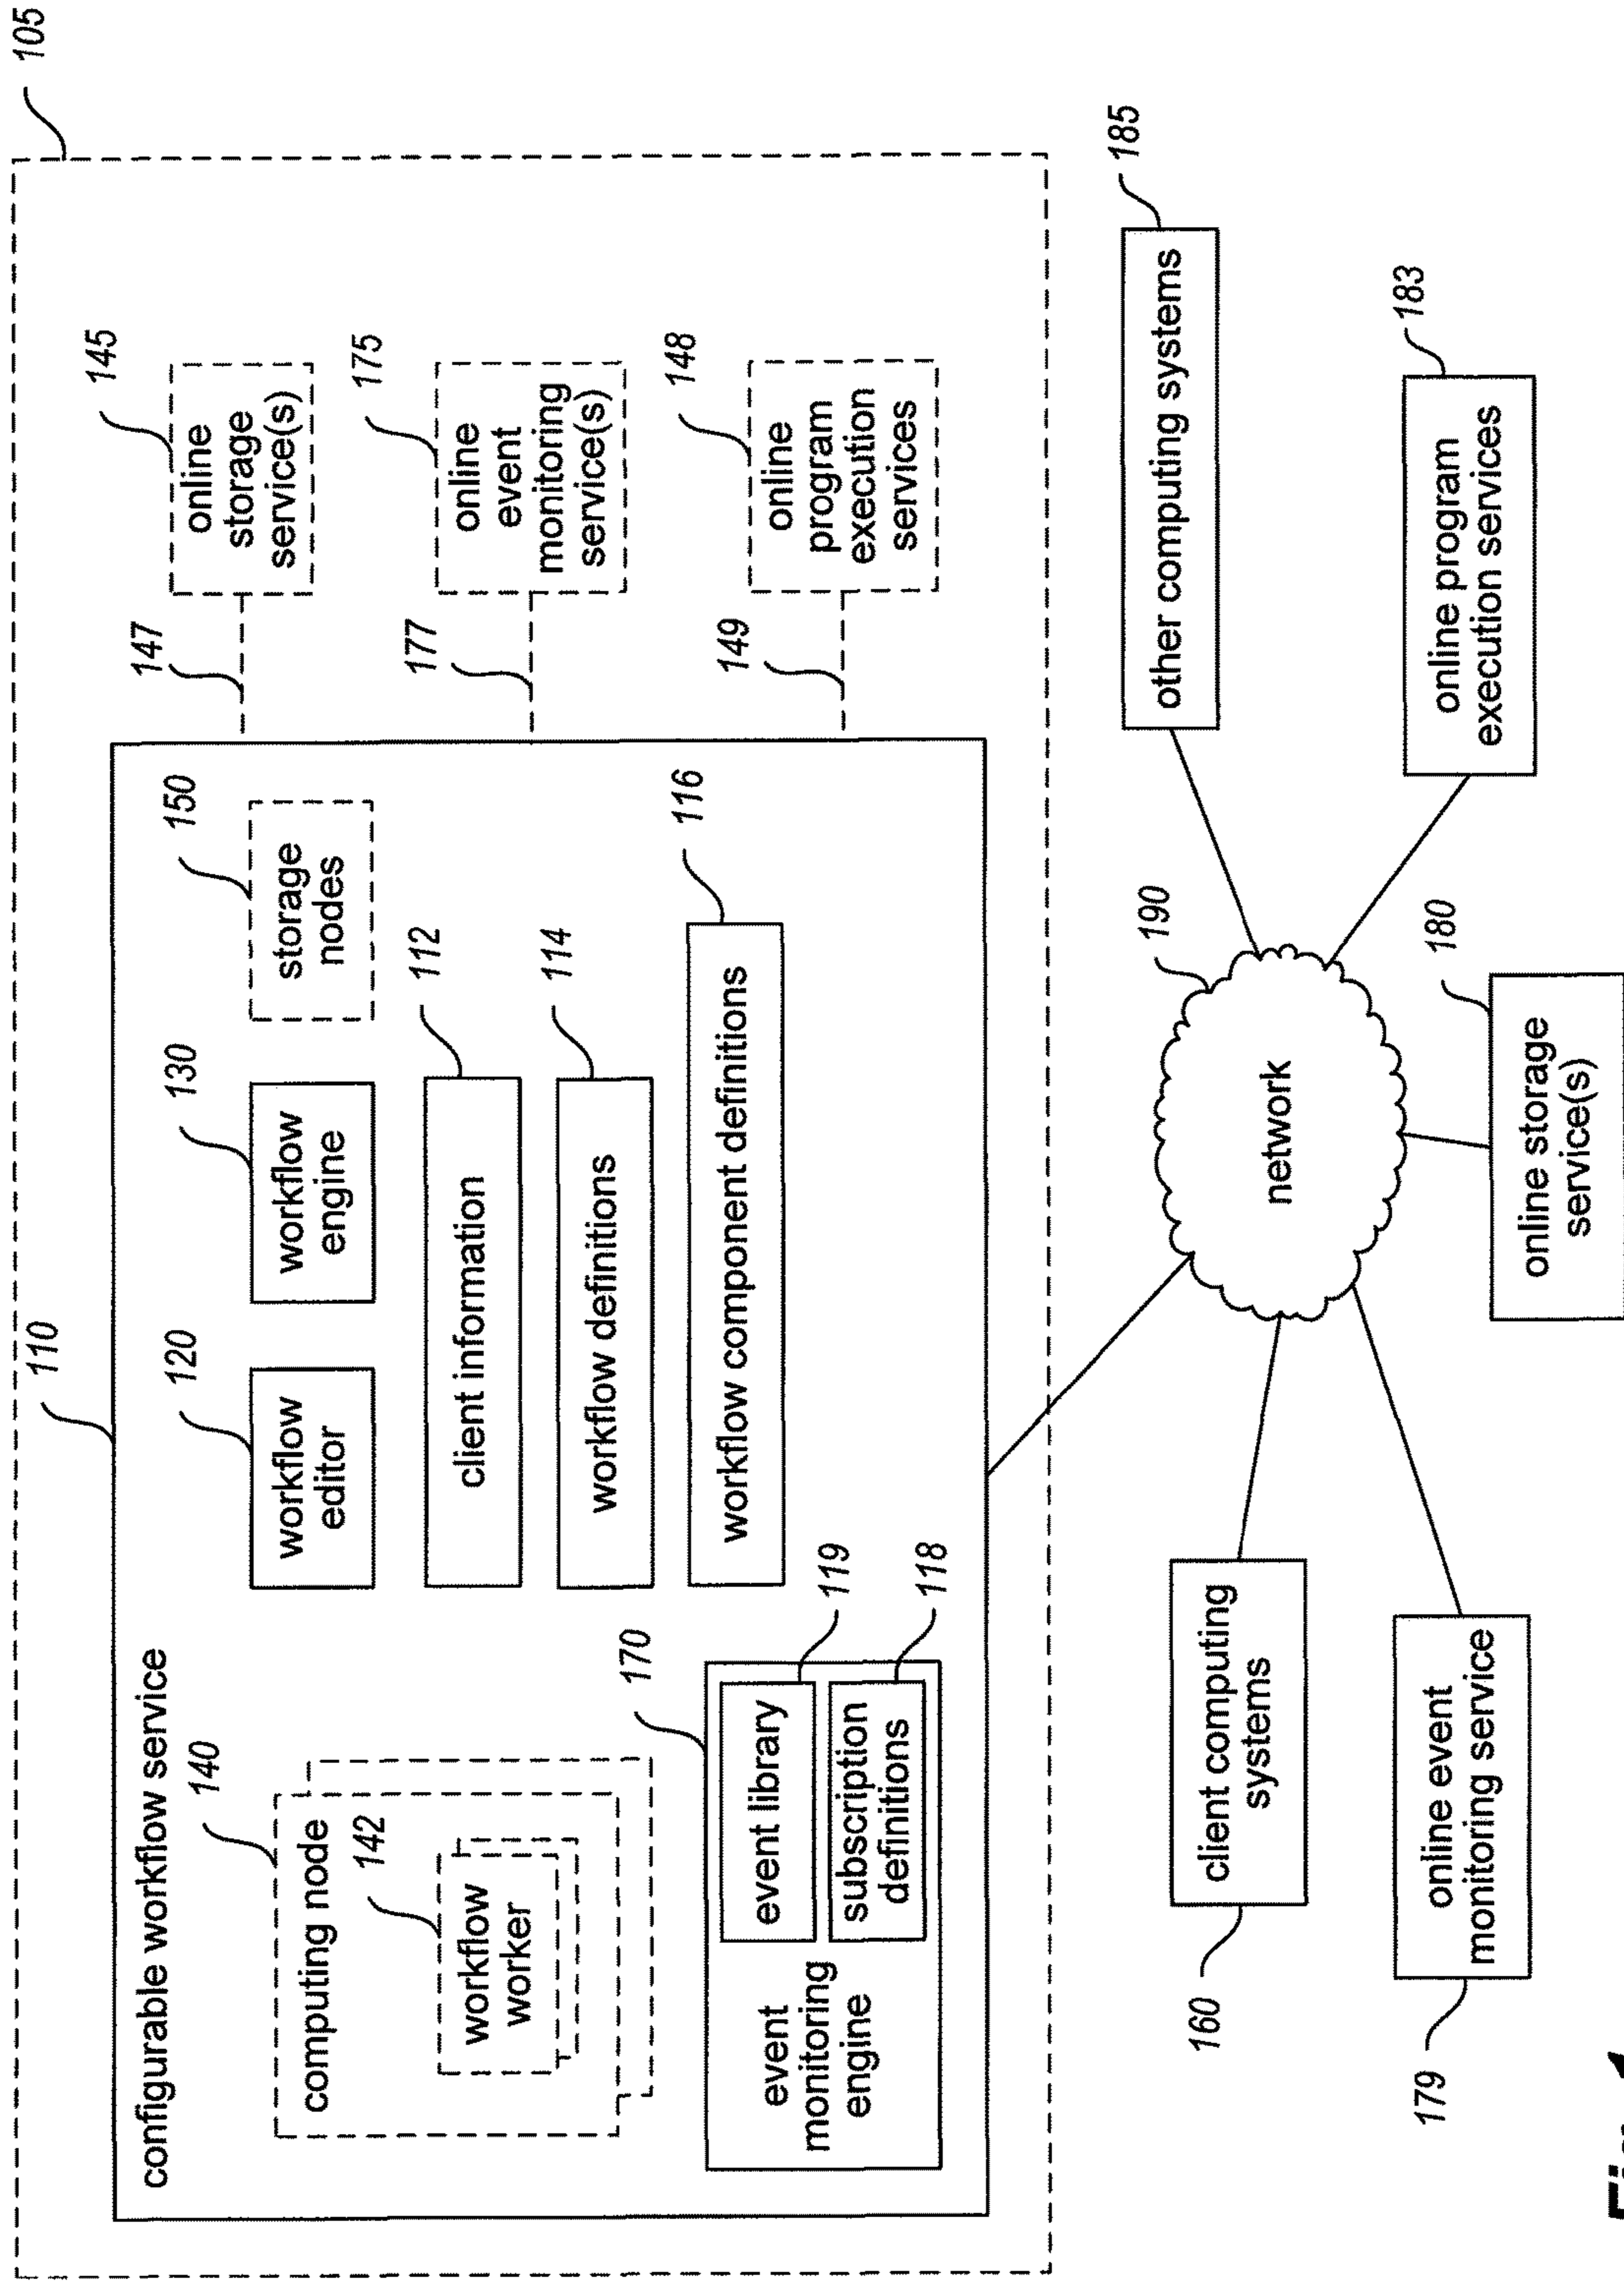 105
110
configurable workflow service
140
computing node
142
workflow
worker
120
workflow
editor
130
workflow
engine
150
storage
nodes
112
client information
114
workflow definitions
116
workflow component definitions
170
event
monitoring
engine
119
event library
118
subscription
definitions
147
145
online
storage
service(s)
177
175
online
event
monitoring
service(s)
149
148
online
program
execution
services
190
network
160
client computing
systems
179
online event
monitoring service
180
online storage
service(s)
183
online program
execution services
185
other computing systems